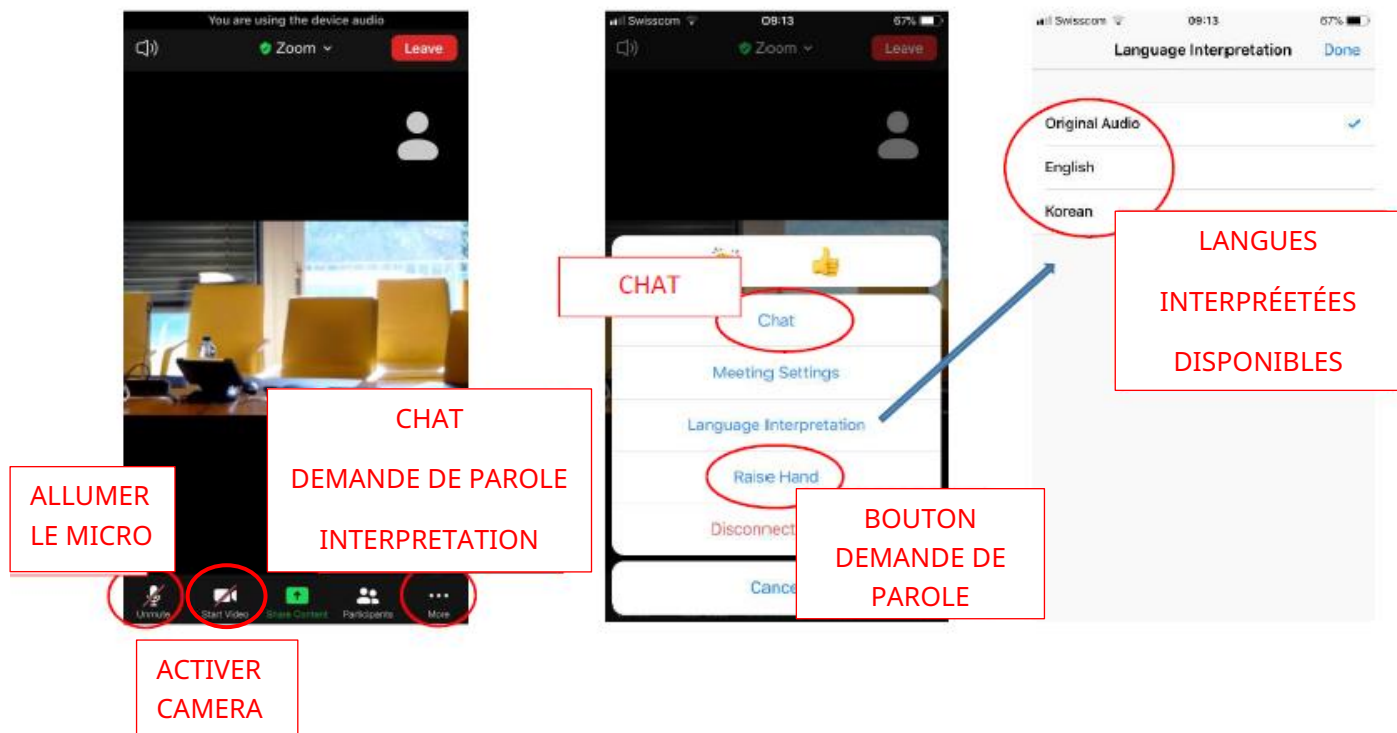 You are using the device audio
Zoom
Leave
CHAT
DEMANDE DE PAROLE
INTERPRETATION
ALLUMER
LE MICRO
Unmute
Start Video
Share Content
Participants
More
ACTIVER
CAMERA
Swisscom
09:13
67%
Zoom
Leave
CHAT
Chat
Meeting Settings
Language Interpretation
Raise Hand
Disconnect
Cance
BOUTON
DEMANDE DE
PAROLE
Swisscom
09:13
67%
Language Interpretation
Done
Original Audio
English
Korean
LANGUES
INTERPRÉETÉES
DISPONIBLES